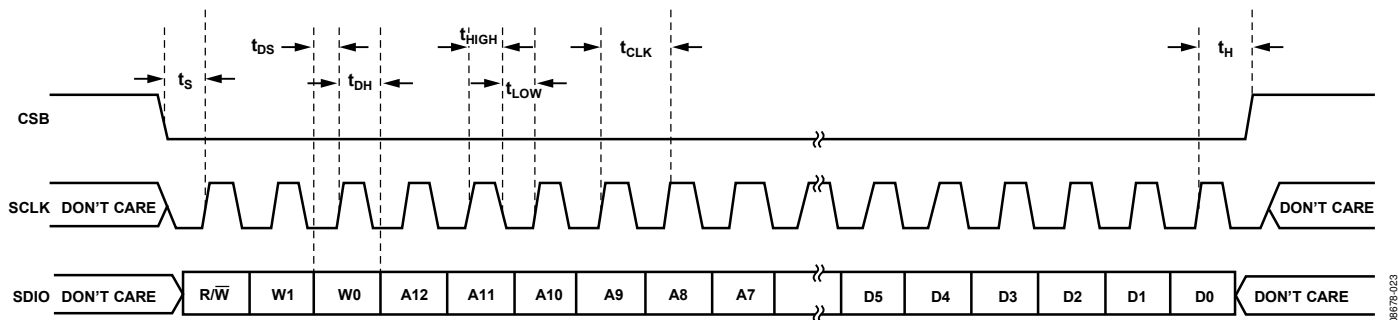 tDS
tHIGH
tCLK
tH
tS
tDH
tLOW
CSB
SCLK DON'T CARE
DON'T CARE
SDIO DON'T CARE R/W̅ W1 W0 A12 A11 A10 A9 A8 A7 D5 D4 D3 D2 D1 D0 DON'T CARE
08678-023